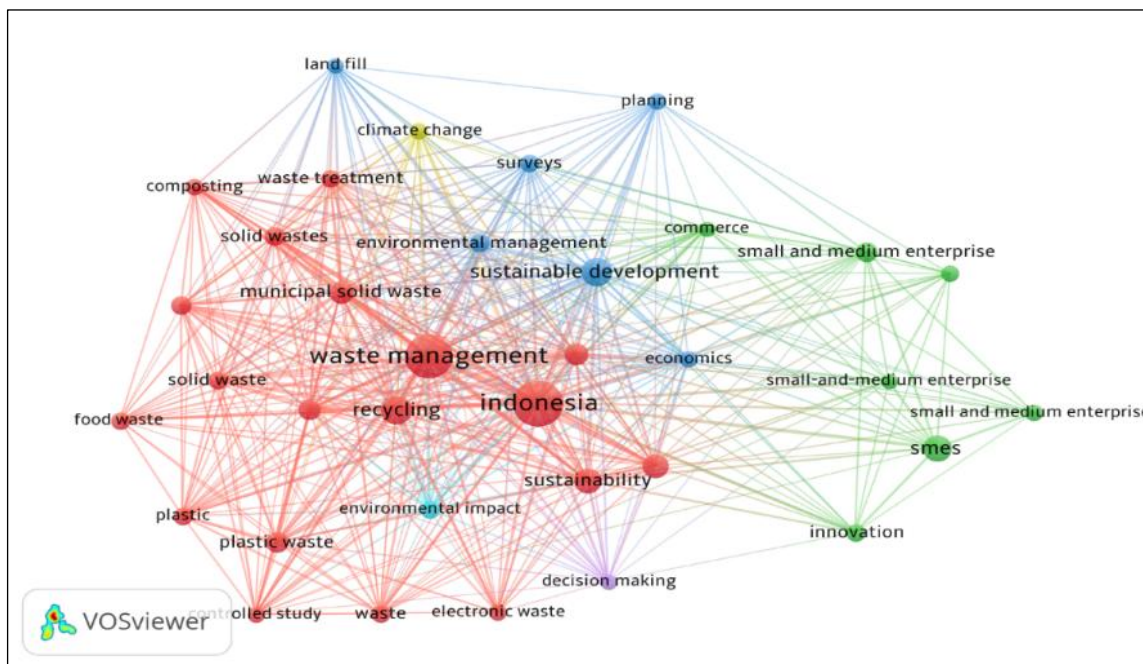 land fill
planning
climate change
surveys
composting
waste treatment
commerce
solid wastes
environmental management
small and medium enterprise
sustainable development
municipal solid waste
waste management
economics
solid waste
small-and-medium enterprise
indonesia
recycling
food waste
small and medium enterprise
smes
sustainability
environmental impact
plastic
plastic waste
innovation
decision making
controlled study
waste
electronic waste
VOSviewer